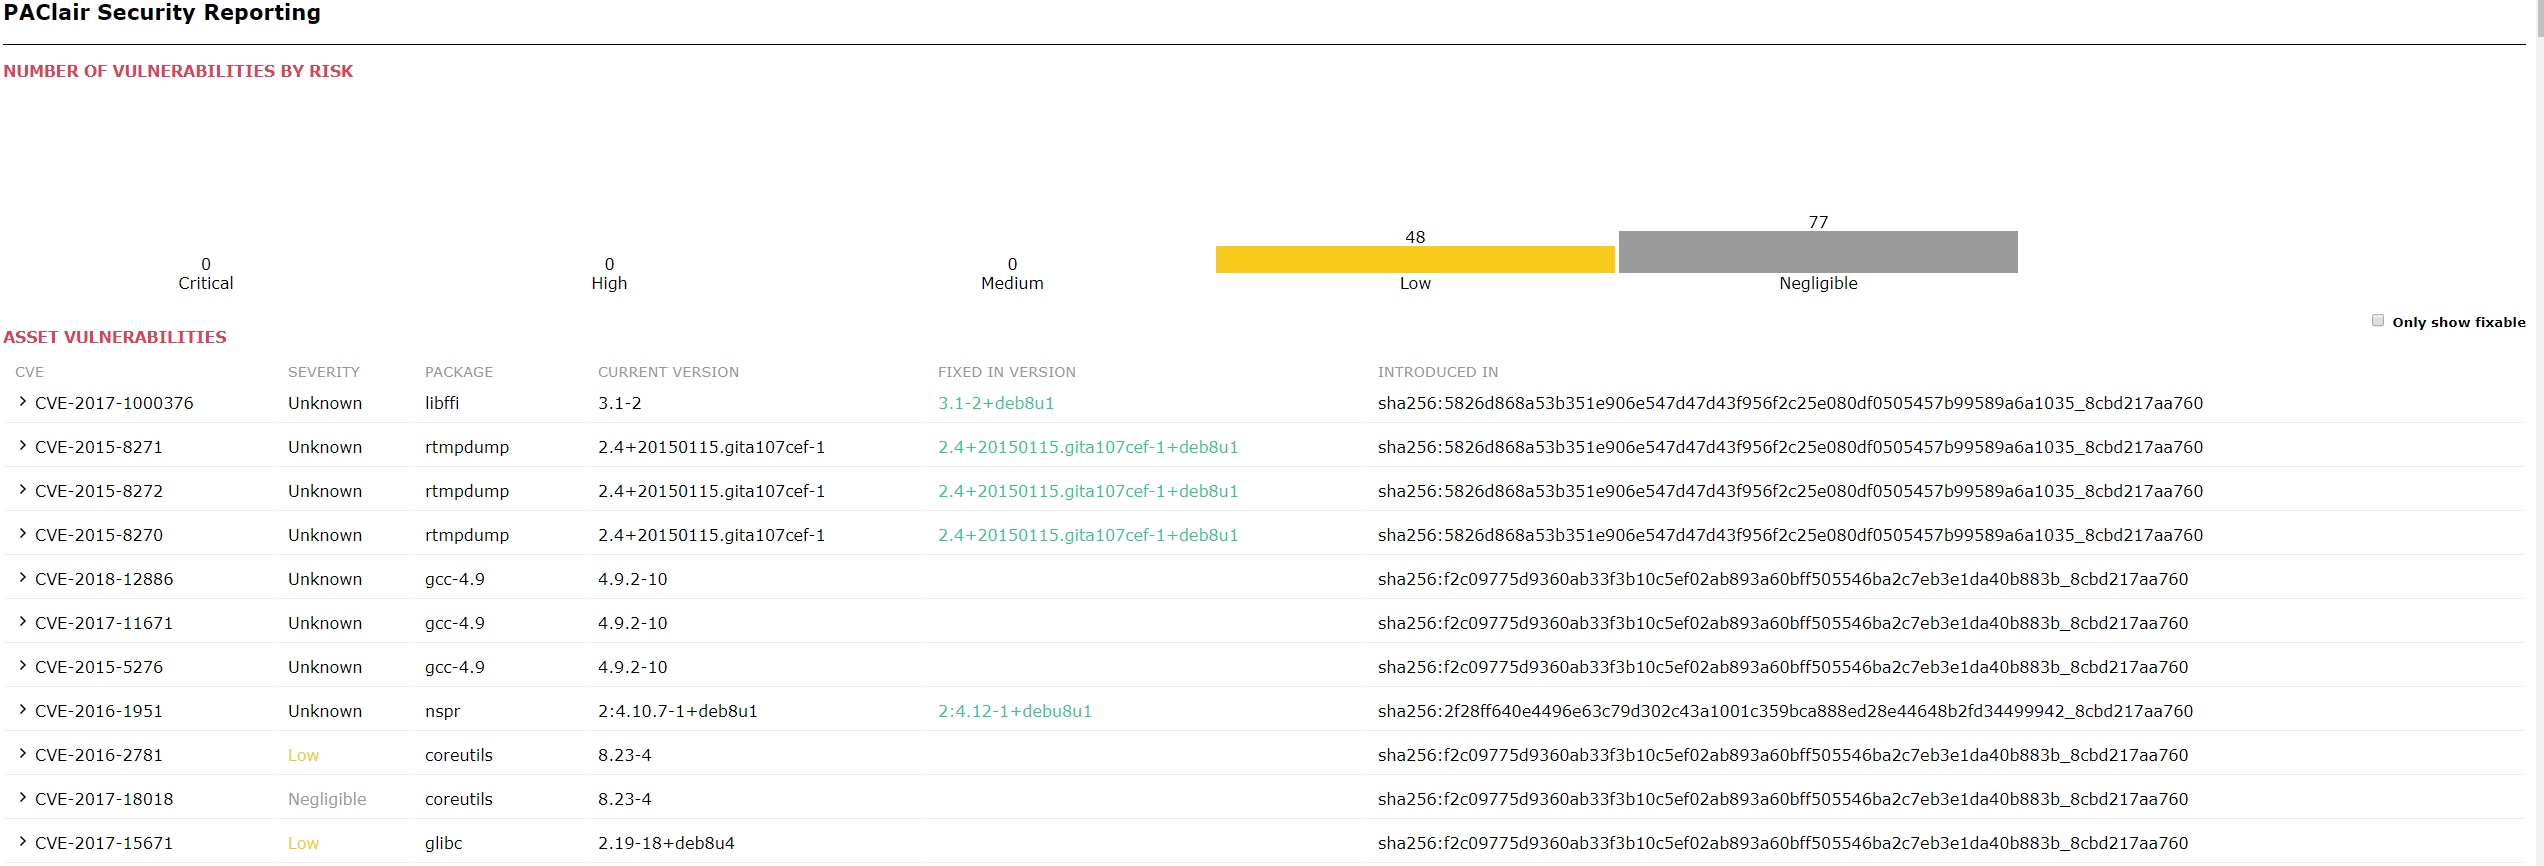 PAClair Security Reporting
NUMBER OF VULNERABILITIES BY RISK
0 0 0 48 77
Critical High Medium Low Negligible
Only show fixable
ASSET VULNERABILITIES
CVE SEVERITY PACKAGE CURRENT VERSION FIXED IN VERSION INTRODUCED IN
CVE-2017-1000376 Unknown libffi 3.1-2 3.1-2+deb8u1 sha256:5826d868a53b351e906e547d47d43f956f2c25e080df0505457b99589a6a1035_8cbd217aa760
CVE-2015-8271 Unknown rtmpdump 2.4+20150115.gita107cef-1 2.4+20150115.gita107cef-1+deb8u1 sha256:5826d868a53b351e906e547d47d43f956f2c25e080df0505457b99589a6a1035_8cbd217aa760
CVE-2015-8272 Unknown rtmpdump 2.4+20150115.gita107cef-1 2.4+20150115.gita107cef-1+deb8u1 sha256:5826d868a53b351e906e547d47d43f956f2c25e080df0505457b99589a6a1035_8cbd217aa760
CVE-2015-8270 Unknown rtmpdump 2.4+20150115.gita107cef-1 2.4+20150115.gita107cef-1+deb8u1 sha256:5826d868a53b351e906e547d47d43f956f2c25e080df0505457b99589a6a1035_8cbd217aa760
CVE-2018-12886 Unknown gcc-4.9 4.9.2-10 sha256:f2c09775d9360ab33f3b10c5ef02ab893a60bff505546ba2c7eb3e1da40b883b_8cbd217aa760
CVE-2017-11671 Unknown gcc-4.9 4.9.2-10 sha256:f2c09775d9360ab33f3b10c5ef02ab893a60bff505546ba2c7eb3e1da40b883b_8cbd217aa760
CVE-2015-5276 Unknown gcc-4.9 4.9.2-10 sha256:f2c09775d9360ab33f3b10c5ef02ab893a60bff505546ba2c7eb3e1da40b883b_8cbd217aa760
CVE-2016-1951 Unknown nspr 2:4.10.7-1+deb8u1 2:4.12-1+debu8u1 sha256:2f28ff640e4496e63c79d302c43a1001c359bca888ed28e44648b2fd34499942_8cbd217aa760
CVE-2016-2781 Low coreutils 8.23-4 sha256:f2c09775d9360ab33f3b10c5ef02ab893a60bff505546ba2c7eb3e1da40b883b_8cbd217aa760
CVE-2017-18018 Negligible coreutils 8.23-4 sha256:f2c09775d9360ab33f3b10c5ef02ab893a60bff505546ba2c7eb3e1da40b883b_8cbd217aa760
CVE-2017-15671 Low glibc 2.19-18+deb8u4 sha256:f2c09775d9360ab33f3b10c5ef02ab893a60bff505546ba2c7eb3e1da40b883b_8cbd217aa760